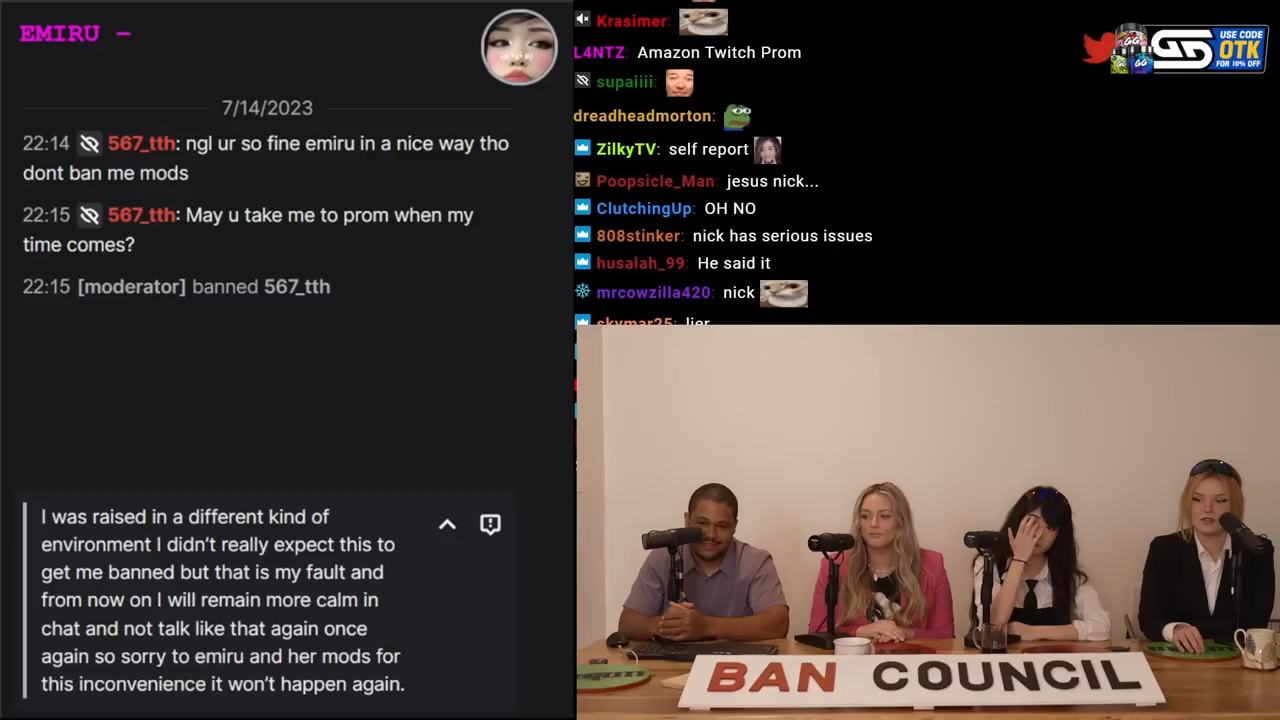 EMIRU –
7/14/2023
22:14 567_tth: ngl ur so fine emiru in a nice way tho
dont ban me mods
22:15 567_tth: May u take me to prom when my
time comes?
22:15 [moderator] banned 567_tth
I was raised in a different kind of
environment I didn’t really expect this to
get me banned but that is my fault and
from now on I will remain more calm in
chat and not talk like that again once
again so sorry to emiru and her mods for
this inconvenience it won’t happen again.
Krasimer:
L4NTZ: Amazon Twitch Prom
supaiiii:
dreadheadmorton:
ZilkyTV: self report
Poopsicle_Man: jesus nick...
ClutchingUp: OH NO
808stinker: nick has serious issues
husalah_99: He said it
mrcowzilla420: nick
skymar25: lier
GG
GG
GG
USE CODE
OTK
FOR 10% OFF
BAN COUNCIL